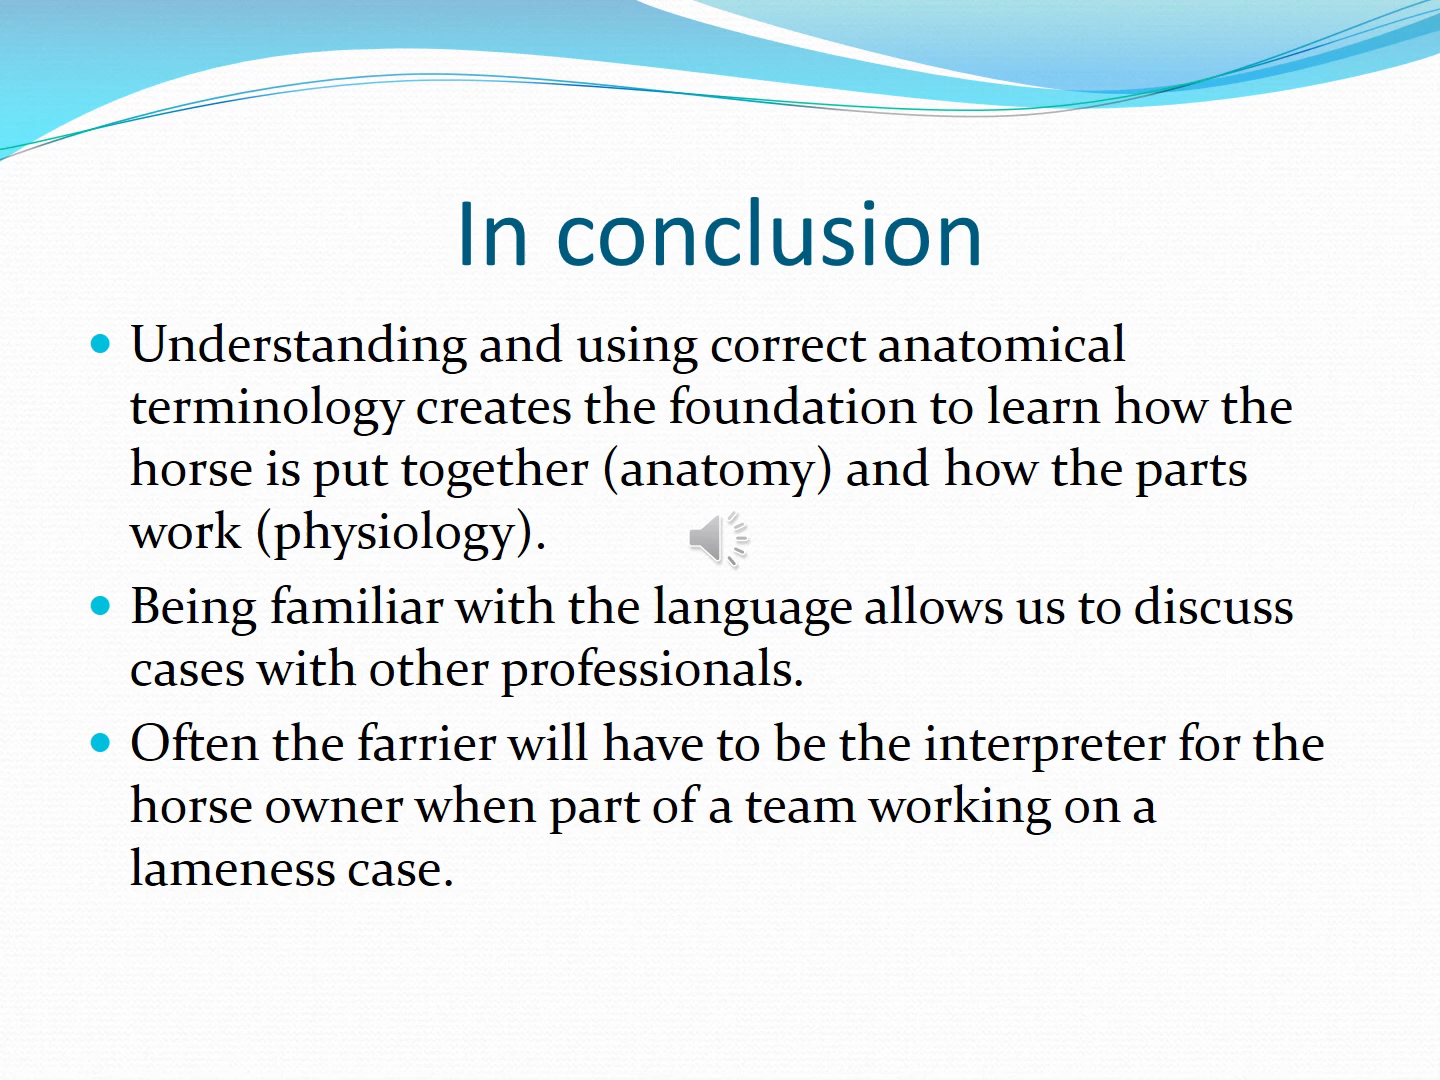 In conclusion
• Understanding and using correct anatomical
terminology creates the foundation to learn how the
horse is put together (anatomy) and how the parts
work (physiology).
• Being familiar with the language allows us to discuss
cases with other professionals.
• Often the farrier will have to be the interpreter for the
horse owner when part of a team working on a
lameness case.